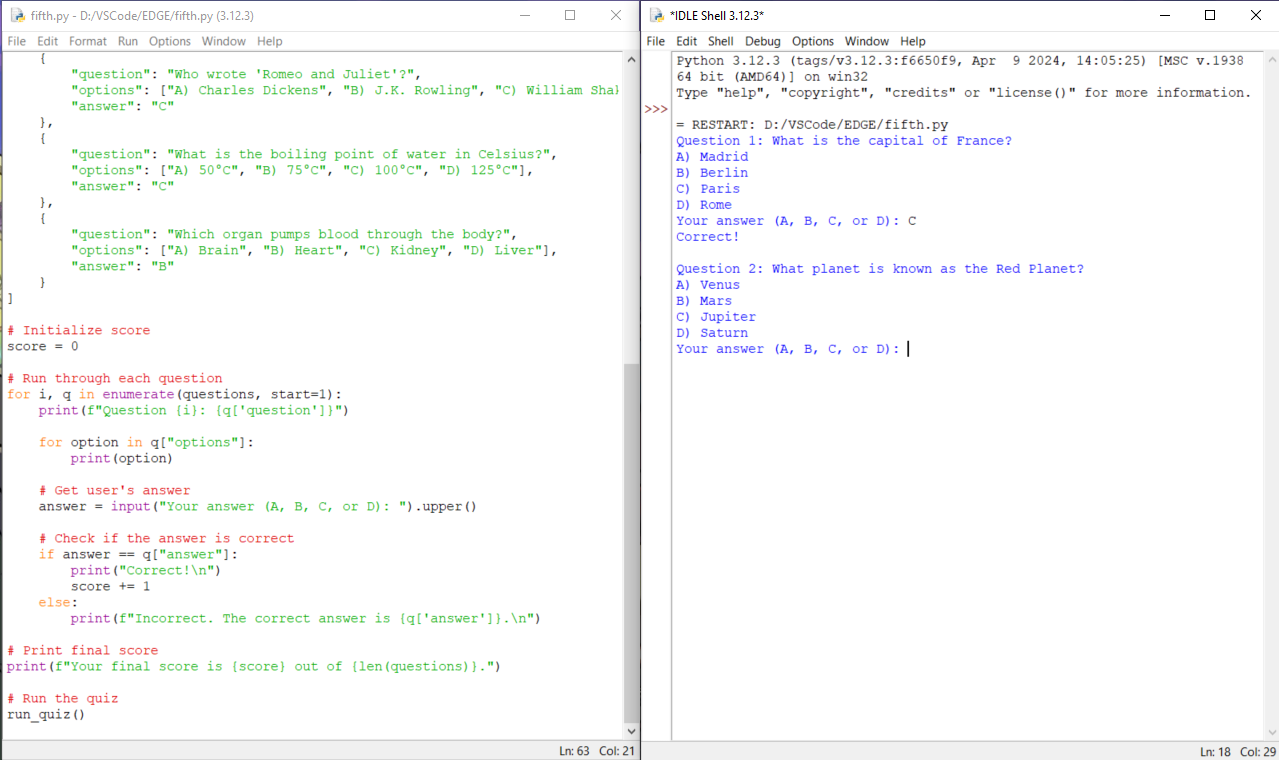 fifth.py - D:/VSCode/EDGE/fifth.py (3.12.3)
File Edit Format Run Options Window Help
    {
        "question": "Who wrote 'Romeo and Juliet'?",
        "options": ["A) Charles Dickens", "B) J.K. Rowling", "C) William Shak
        "answer": "C"
    },
    {
        "question": "What is the boiling point of water in Celsius?",
        "options": ["A) 50°C", "B) 75°C", "C) 100°C", "D) 125°C"],
        "answer": "C"
    },
    {
        "question": "Which organ pumps blood through the body?",
        "options": ["A) Brain", "B) Heart", "C) Kidney", "D) Liver"],
        "answer": "B"
    }
]

# Initialize score
score = 0

# Run through each question
for i, q in enumerate(questions, start=1):
    print(f"Question {i}: {q['question']}")

    for option in q["options"]:
        print(option)

    # Get user's answer
    answer = input("Your answer (A, B, C, or D): ").upper()

    # Check if the answer is correct
    if answer == q["answer"]:
        print("Correct!\n")
        score += 1
    else:
        print(f"Incorrect. The correct answer is {q['answer']}.\n")

# Print final score
print(f"Your final score is {score} out of {len(questions)}.")

# Run the quiz
run_quiz()
Ln: 63 Col: 21
*IDLE Shell 3.12.3*
File Edit Shell Debug Options Window Help
Python 3.12.3 (tags/v3.12.3:f6650f9, Apr  9 2024, 14:05:25) [MSC v.1938
64 bit (AMD64)] on win32
Type "help", "copyright", "credits" or "license()" for more information.
>>>
= RESTART: D:/VSCode/EDGE/fifth.py
Question 1: What is the capital of France?
A) Madrid
B) Berlin
C) Paris
D) Rome
Your answer (A, B, C, or D): C
Correct!

Question 2: What planet is known as the Red Planet?
A) Venus
B) Mars
C) Jupiter
D) Saturn
Your answer (A, B, C, or D):
Ln: 18 Col: 29